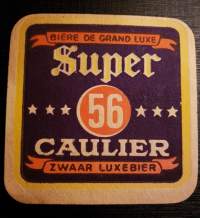 BIÈRE DE GRAND LUXE
Super
56
CAULIER
ZWAAR LUXEBIER